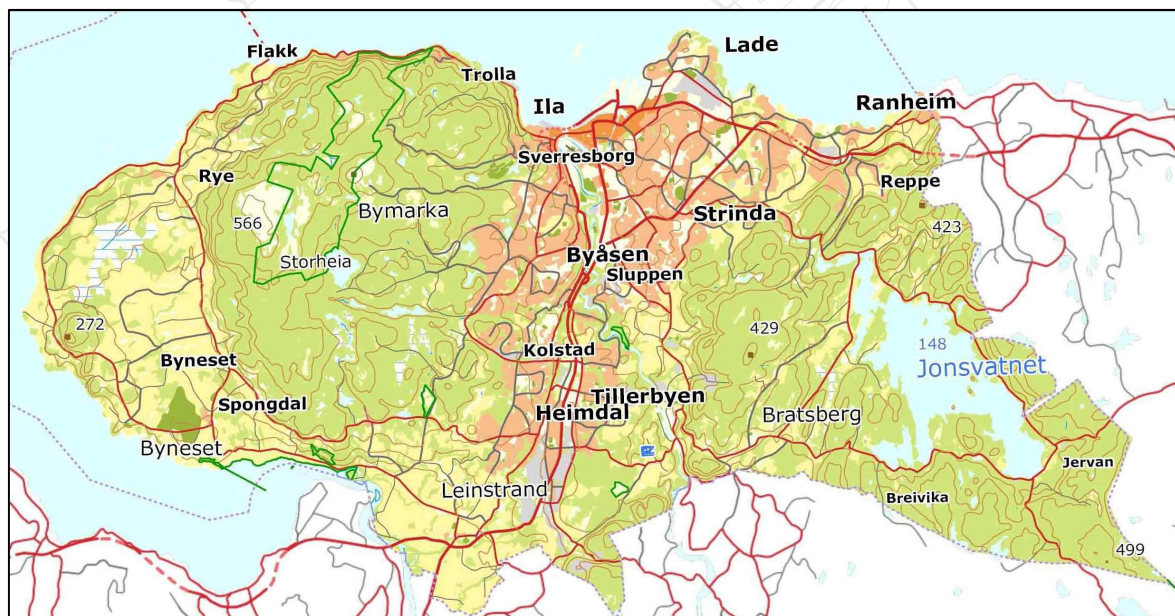 Lade
Flakk
Trolla
Ila
Ranheim
Sverresborg
Rye
Reppe
Bymarka
Strinda
566
423
Byåsen
Storheia
Sluppen
272
429
148
Kolstad
Byneset
Jonsvatnet
Tillerbyen
Spongdal
Heimdal
Bratsberg
Byneset
Jervan
Leinstrand
Breivika
499